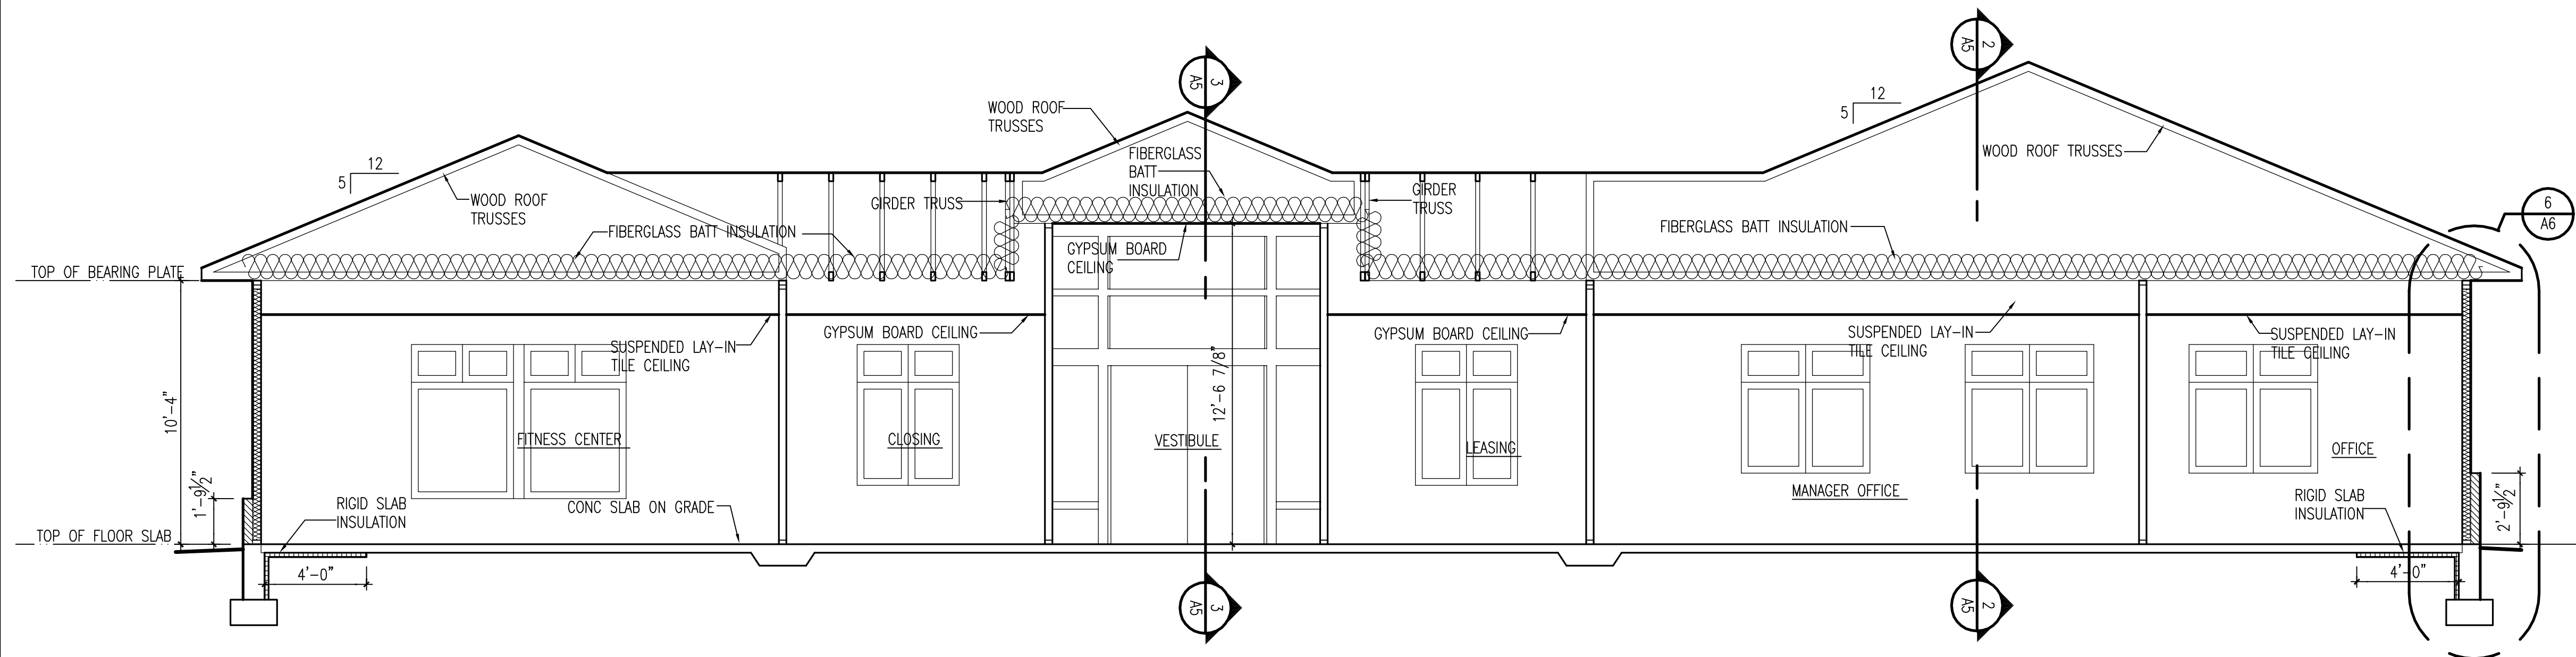 3
A5
2
A5
WOOD ROOF
TRUSSES
12
5
12
5
WOOD ROOF TRUSSES
FIBERGLASS
BATT
INSULATION
WOOD ROOF
TRUSSES
GIRDER TRUSS
GIRDER
TRUSS
6
A6
FIBERGLASS BATT INSULATION
FIBERGLASS BATT INSULATION
GYPSUM BOARD
CEILING
TOP OF BEARING PLATE
GYPSUM BOARD CEILING
GYPSUM BOARD CEILING
SUSPENDED LAY-IN
TILE CEILING
SUSPENDED LAY-IN
TILE CEILING
SUSPENDED LAY-IN
TILE CEILING
10'-4"
12'-6 7/8"
FITNESS CENTER
CLOSING
VESTIBULE
LEASING
OFFICE
MANAGER OFFICE
1'-9 1/2"
2'-9 1/2"
RIGID SLAB
INSULATION
CONC SLAB ON GRADE
RIGID SLAB
INSULATION
TOP OF FLOOR SLAB
4'-0"
4'-0"
3
A5
2
A5